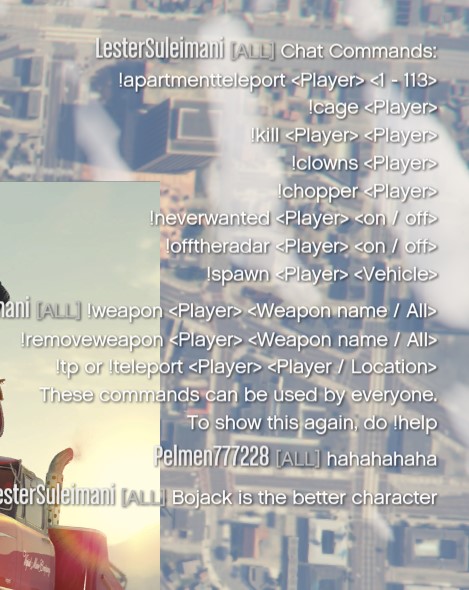 LesterSuleimani [ALL] Chat Commands:
!apartmentteleport <Player> <1 - 113>
!cage <Player>
!kill <Player> <Player>
!clowns <Player>
!chopper <Player>
!neverwanted <Player> <on / off>
!offtheradar <Player> <on / off>
!spawn <Player> <Vehicle>
mani [ALL] !weapon <Player> <Weapon name / All>
!removeweapon <Player> <Weapon name / All>
!tp or !teleport <Player> <Player / Location>
These commands can be used by everyone.
To show this again, do !help
Pelmen777228 [ALL] hahahahaha
esterSuleimani [ALL] Bojack is the better character